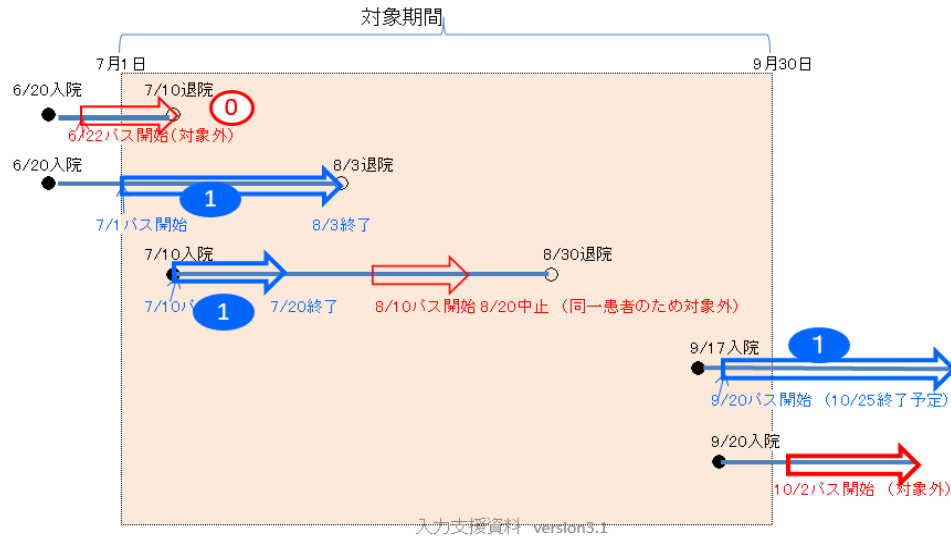 対象期間
7月1日
9月30日
6/20入院
7/10退院
0
6/22パス開始(対象外)
6/20入院
8/3退院
1
7/1パス開始
8/3終了
7/10入院
8/30退院
7/10パ
1
7/20終了
8/10パス開始 8/20中止 (同一患者のため対象外)
9/17入院
1
9/20パス開始 (10/25終了予定)
9/20入院
10/2パス開始 (対象外)
入力支援資料 version3.1